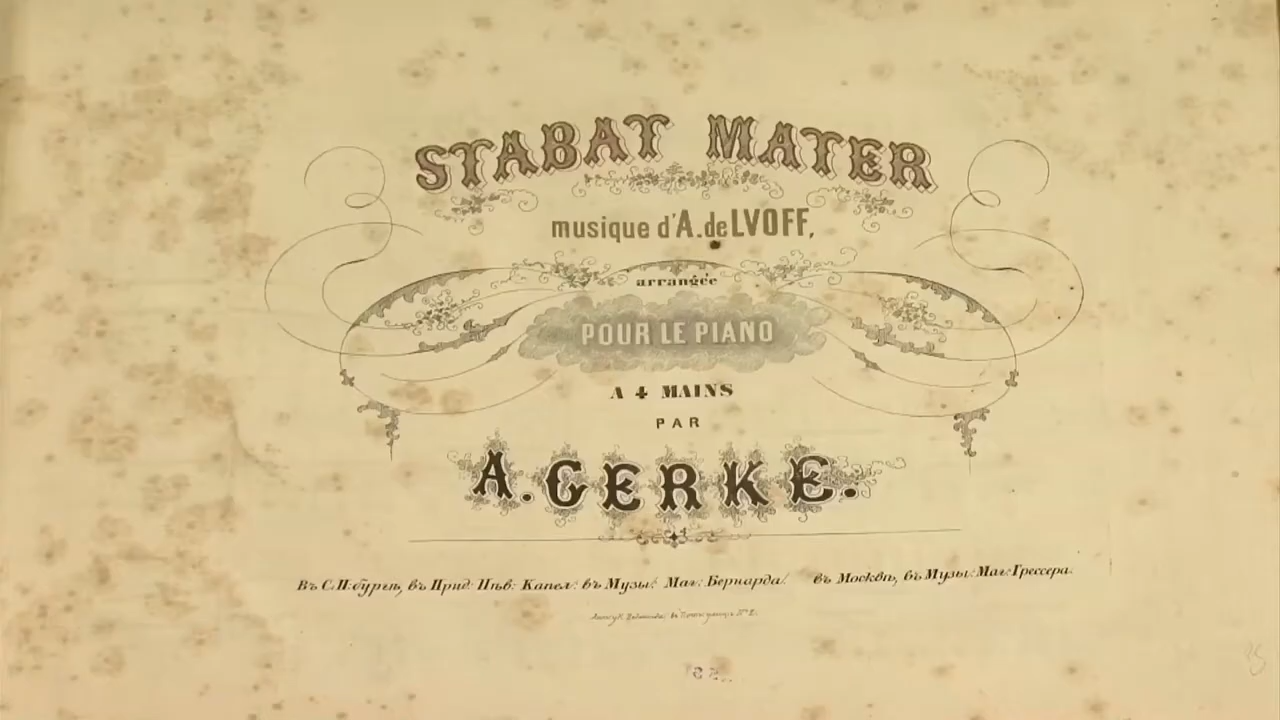 STABAT MATER
musique d'A. de LVOFF,
arrangée
POUR LE PIANO
A 4 MAINS
PAR
A. GERKE.
Въ С.П:бургѣ, въ Прид: Пѣв: Капел: въ Музы: Маг: Бернарда. въ Москвѣ, въ Музы: Маг: Грессера.